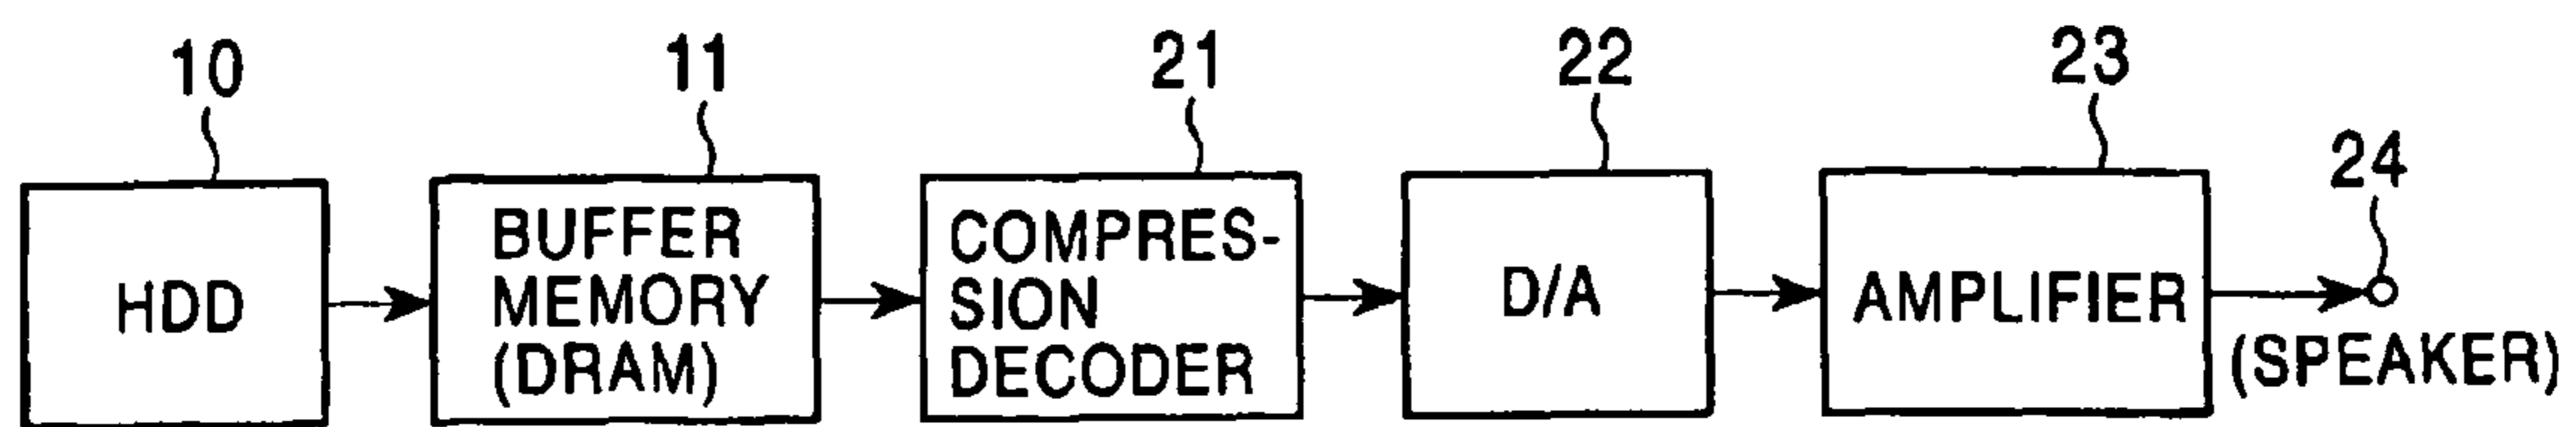 10
11
21
22
23
24
HDD
BUFFER
MEMORY
(DRAM)
COMPRES-
SION
DECODER
D/A
AMPLIFIER
(SPEAKER)